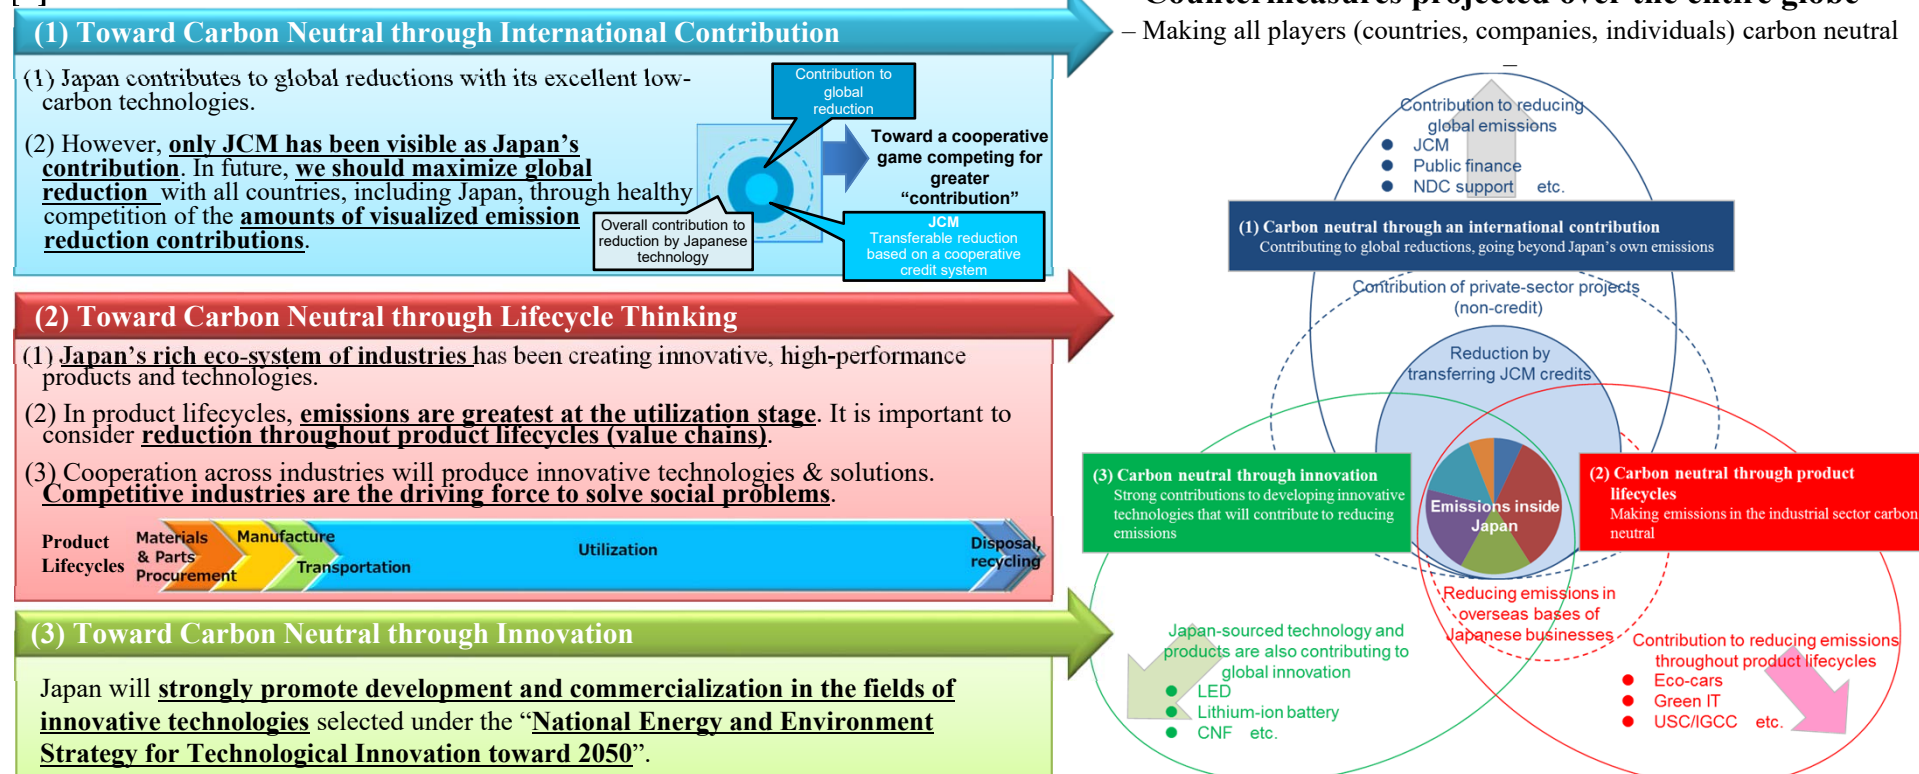 (1) Toward Carbon Neutral through International Contribution
(1) Japan contributes to global reductions with its excellent low-
carbon technologies.
(2) However, only JCM has been visible as Japan’s
contribution. In future, we should maximize global
reduction with all countries, including Japan, through healthy
competition of the amounts of visualized emission
reduction contributions.
Contribution to
global
reduction
Toward a cooperative
game competing for
greater
“contribution”
Overall contribution to
reduction by Japanese
technology
JCM
Transferable reduction
based on a cooperative
credit system
(2) Toward Carbon Neutral through Lifecycle Thinking
(1) Japan’s rich eco-system of industries has been creating innovative, high-performance
products and technologies.
(2) In product lifecycles, emissions are greatest at the utilization stage. It is important to
consider reduction throughout product lifecycles (value chains).
(3) Cooperation across industries will produce innovative technologies & solutions.
Competitive industries are the driving force to solve social problems.
Product
Lifecycles
Materials
& Parts
Procurement
Manufacture
Transportation
Utilization
Disposal,
recycling
(3) Toward Carbon Neutral through Innovation
Japan will strongly promote development and commercialization in the fields of
innovative technologies selected under the “National Energy and Environment
Strategy for Technological Innovation toward 2050”.
Countermeasures projected over the entire globe
– Making all players (countries, companies, individuals) carbon neutral
–
Contribution to reducing
global emissions
● JCM
● Public finance
● NDC support etc.
(1) Carbon neutral through an international contribution
Contributing to global reductions, going beyond Japan’s own emissions
Contribution of private-sector projects
(non-credit)
Reduction by
transferring JCM credits
(3) Carbon neutral through innovation
Strong contributions to developing innovative
technologies that will contribute to reducing
emissions
Emissions inside
Japan
(2) Carbon neutral through product
lifecycles
Making emissions in the industrial sector carbon
neutral
Reducing emissions in
overseas bases of
Japanese businesses
Japan-sourced technology and
products are also contributing to
global innovation
● LED
● Lithium-ion battery
● CNF etc.
Contribution to reducing emissions
throughout product lifecycles
● Eco-cars
● Green IT
● USC/IGCC etc.